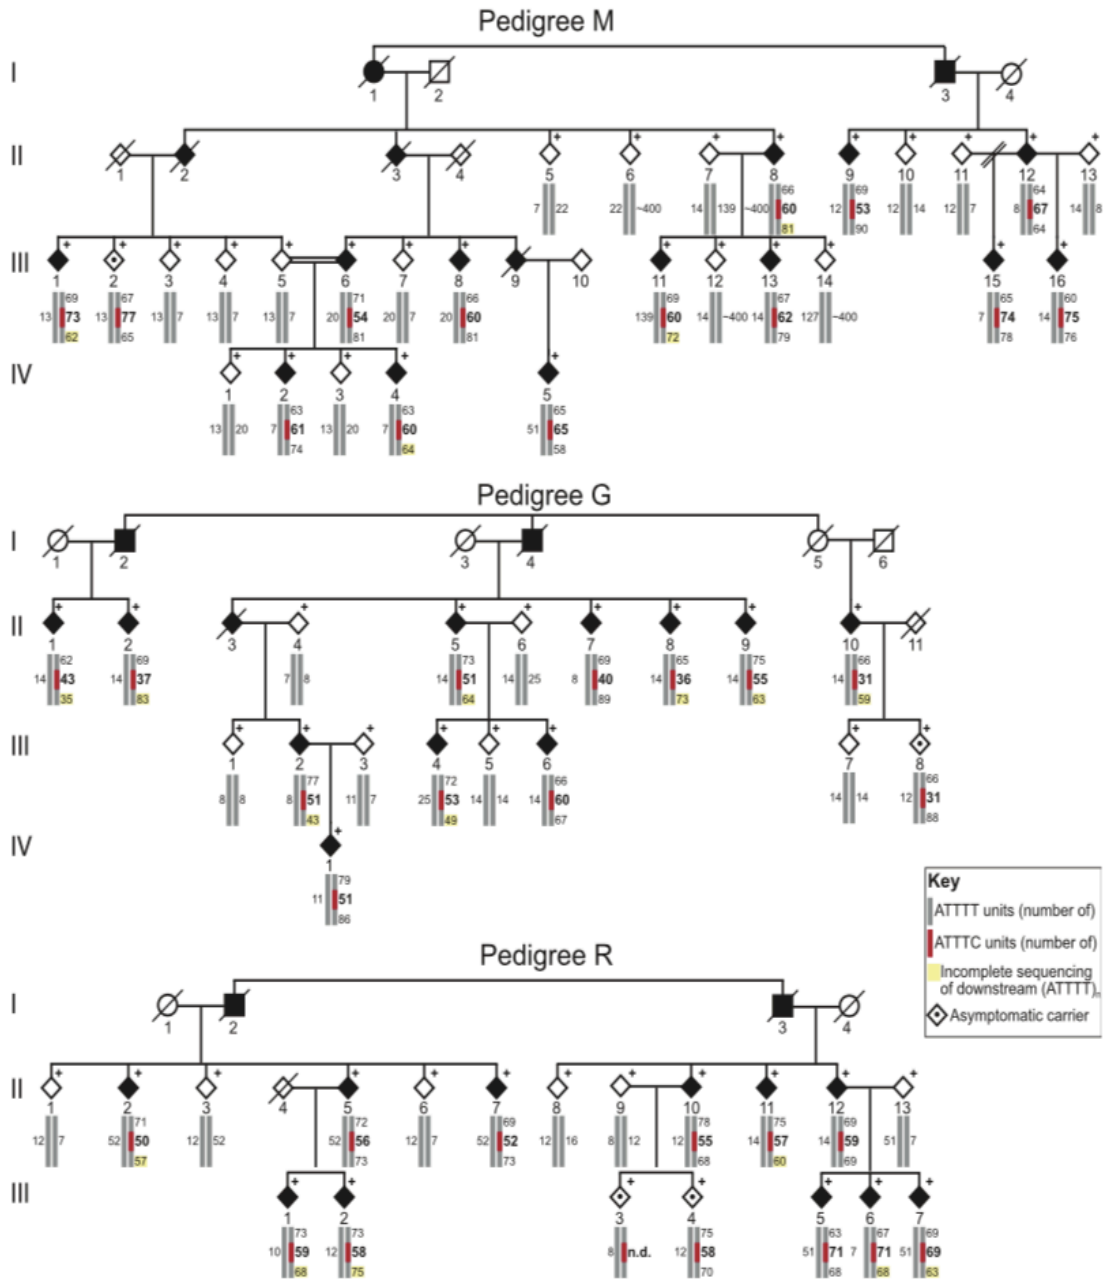 Pedigree M
I
1 2 3 4
II
1 2 3 4 5 6 7 8 9 10 11 12 13
66 69 64
7 22 22 ~400 14 139 ~400 60 12 53 12 14 12 7 8 67 14 8
81 90 64
III
1 2 3 4 5 6 7 8 9 10 11 12 13 14 15 16
69 67 71 66 69 67 65 60
13 73 13 77 13 7 13 7 13 7 20 54 20 7 20 60 139 60 14 ~400 14 62 127 ~400 7 74 14 75
62 65 81 81 72 79 78 76
IV
1 2 3 4 5
63 63 65
13 20 7 61 13 20 7 60 51 65
74 64 58
Pedigree G
I
1 2 3 4 5 6
II
1 2 3 4 5 6 7 8 9 10 11
62 69 73 69 65 75 66
14 43 14 37 7 8 14 51 14 25 8 40 14 36 14 55 14 31
35 83 64 89 73 63 59
III
1 2 3 4 5 6 7 8
77 72 66 66
8 8 8 51 11 7 25 53 14 14 14 60 14 14 12 31
43 49 67 88
IV
1
79
11 51
86
Key
ATTTT units (number of)
ATTTC units (number of)
Incomplete sequencing
of downstream (ATTTT)n
Asymptomatic carrier
Pedigree R
I
1 2 3 4
II
1 2 3 4 5 6 7 8 9 10 11 12 13
71 72 69 78 75 69
12 7 52 50 12 52 52 56 12 7 52 52 12 16 8 12 12 55 14 57 14 59 51 7
57 73 73 68 60 69
III
1 2 3 4 5 6 7
73 73 75 63 67 69
10 59 12 58 8 n.d. 12 58 51 71 7 71 51 69
68 75 70 68 68 63